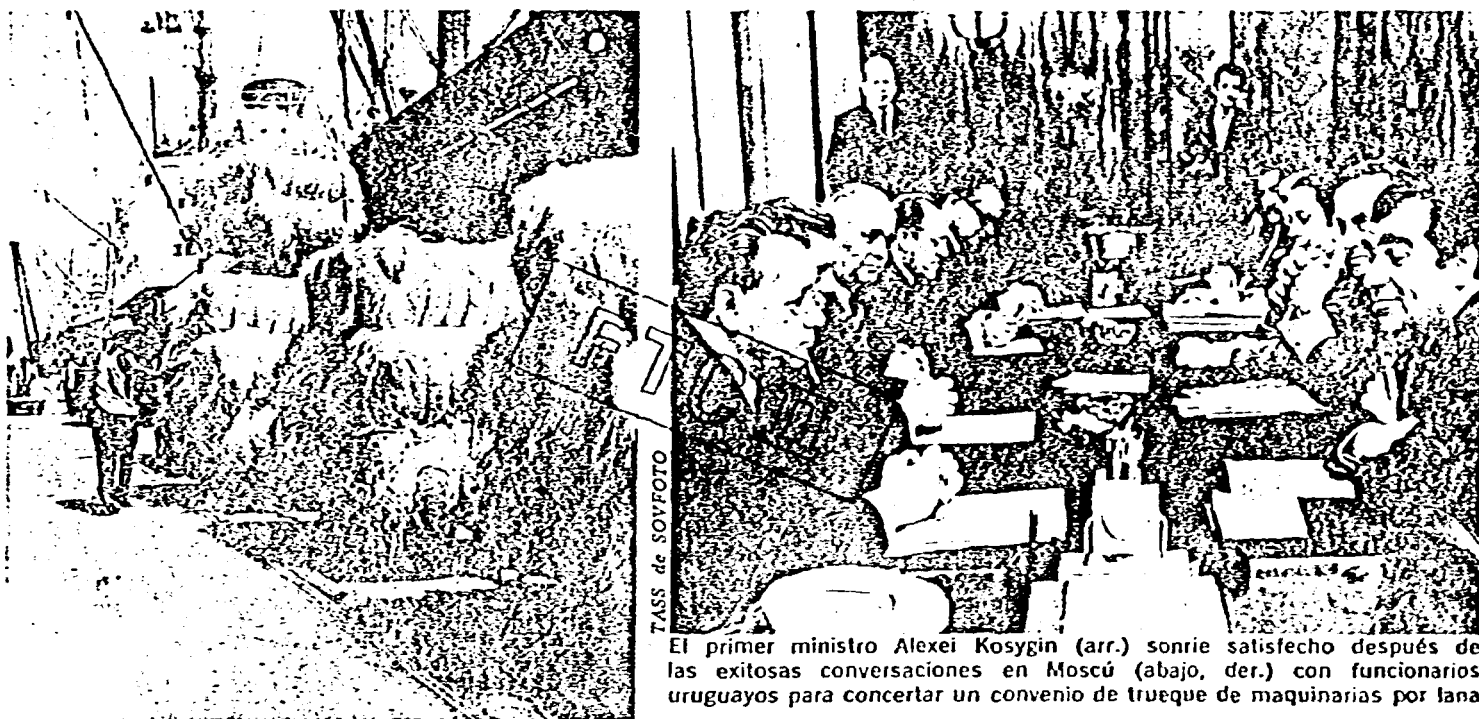 TASS de SOVFOTO
El primer ministro Alexei Kosygin (arr.) sonríe satisfecho después de
las exitosas conversaciones en Moscú (abajo, der.) con funcionarios
uruguayos para concertar un convenio de trueque de maquinarias por lana